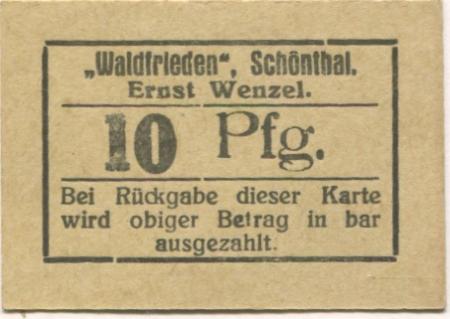 „Waldfrieden“, Schönthal.
Ernst Wenzel.
10 Pfg.
Bei Rückgabe dieser Karte
wird obiger Betrag in bar
ausgezahlt.